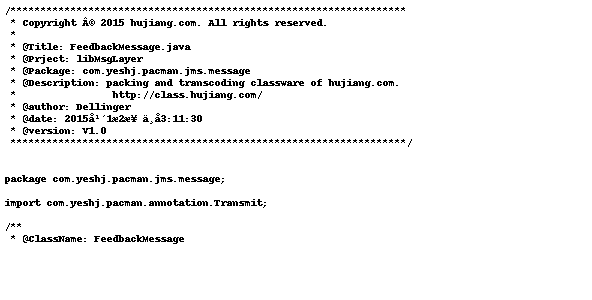 /******************************************************************
 * Copyright Â© 2015 hujiang.com. All rights reserved.
 *
 * @Title: FeedbackMessage.java
 * @Prject: libMsgLayer
 * @Package: com.yeshj.pacman.jms.message
 * @Description: packing and transcoding classware of hujiang.com.
 *                http://class.hujiang.com/
 * @author: Dellinger
 * @date: 2015å¹´1æ2æ¥ ä¸å3:11:30
 * @version: V1.0
 ******************************************************************/
package com.yeshj.pacman.jms.message;
import com.yeshj.pacman.annotation.Transmit;
/**
 * @ClassName: FeedbackMessage